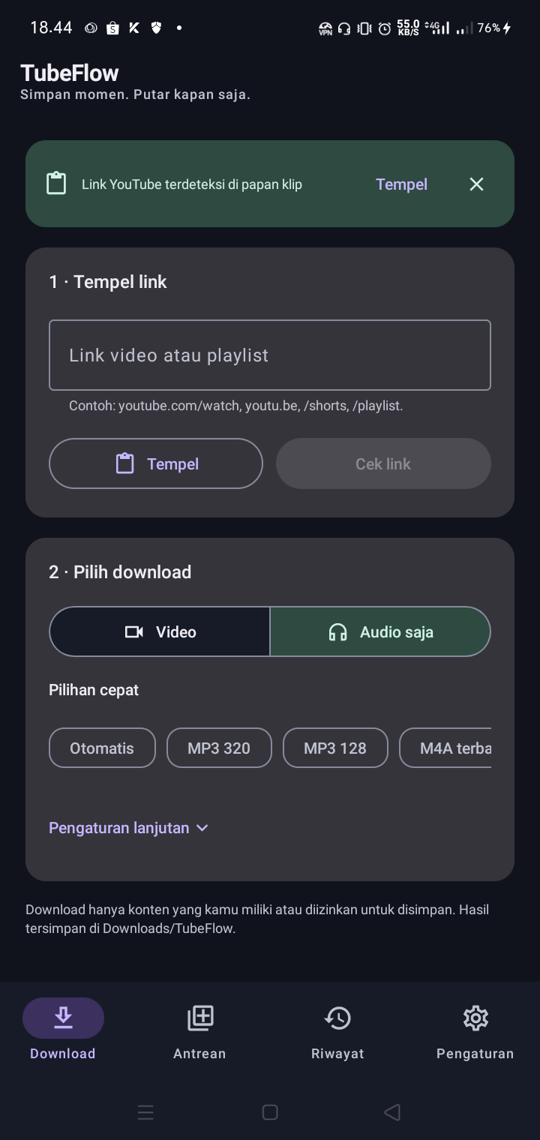 18.44
VPN
55.0
KB/S
4G
76%
TubeFlow
Simpan momen. Putar kapan saja.
Link YouTube terdeteksi di papan klip
Tempel
1 · Tempel link
Link video atau playlist
Contoh: youtube.com/watch, youtu.be, /shorts, /playlist.
Tempel
Cek link
2 · Pilih download
Video
Audio saja
Pilihan cepat
Otomatis
MP3 320
MP3 128
M4A terba
Pengaturan lanjutan
Download hanya konten yang kamu miliki atau diizinkan untuk disimpan. Hasil
tersimpan di Downloads/TubeFlow.
Download
Antrean
Riwayat
Pengaturan